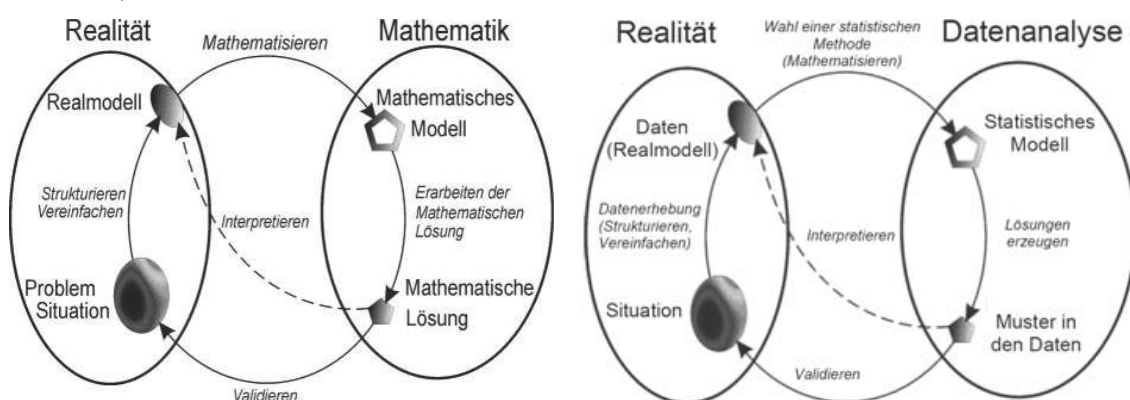 Realität
Mathematik
Mathematisieren
Realmodell
Mathematisches
Modell
Strukturieren
Vereinfachen
Interpretieren
Erarbeiten der
Mathematischen
Lösung
Problem
Situation
Mathematische
Lösung
Validieren
Realität
Datenanalyse
Wahl einer statistischen
Methode
(Mathematisieren)
Daten
(Realmodell)
Statistisches
Modell
Datenerhebung
(Strukturieren,
Vereinfachen)
Interpretieren
Lösungen
erzeugen
Situation
Muster in
den Daten
Validieren